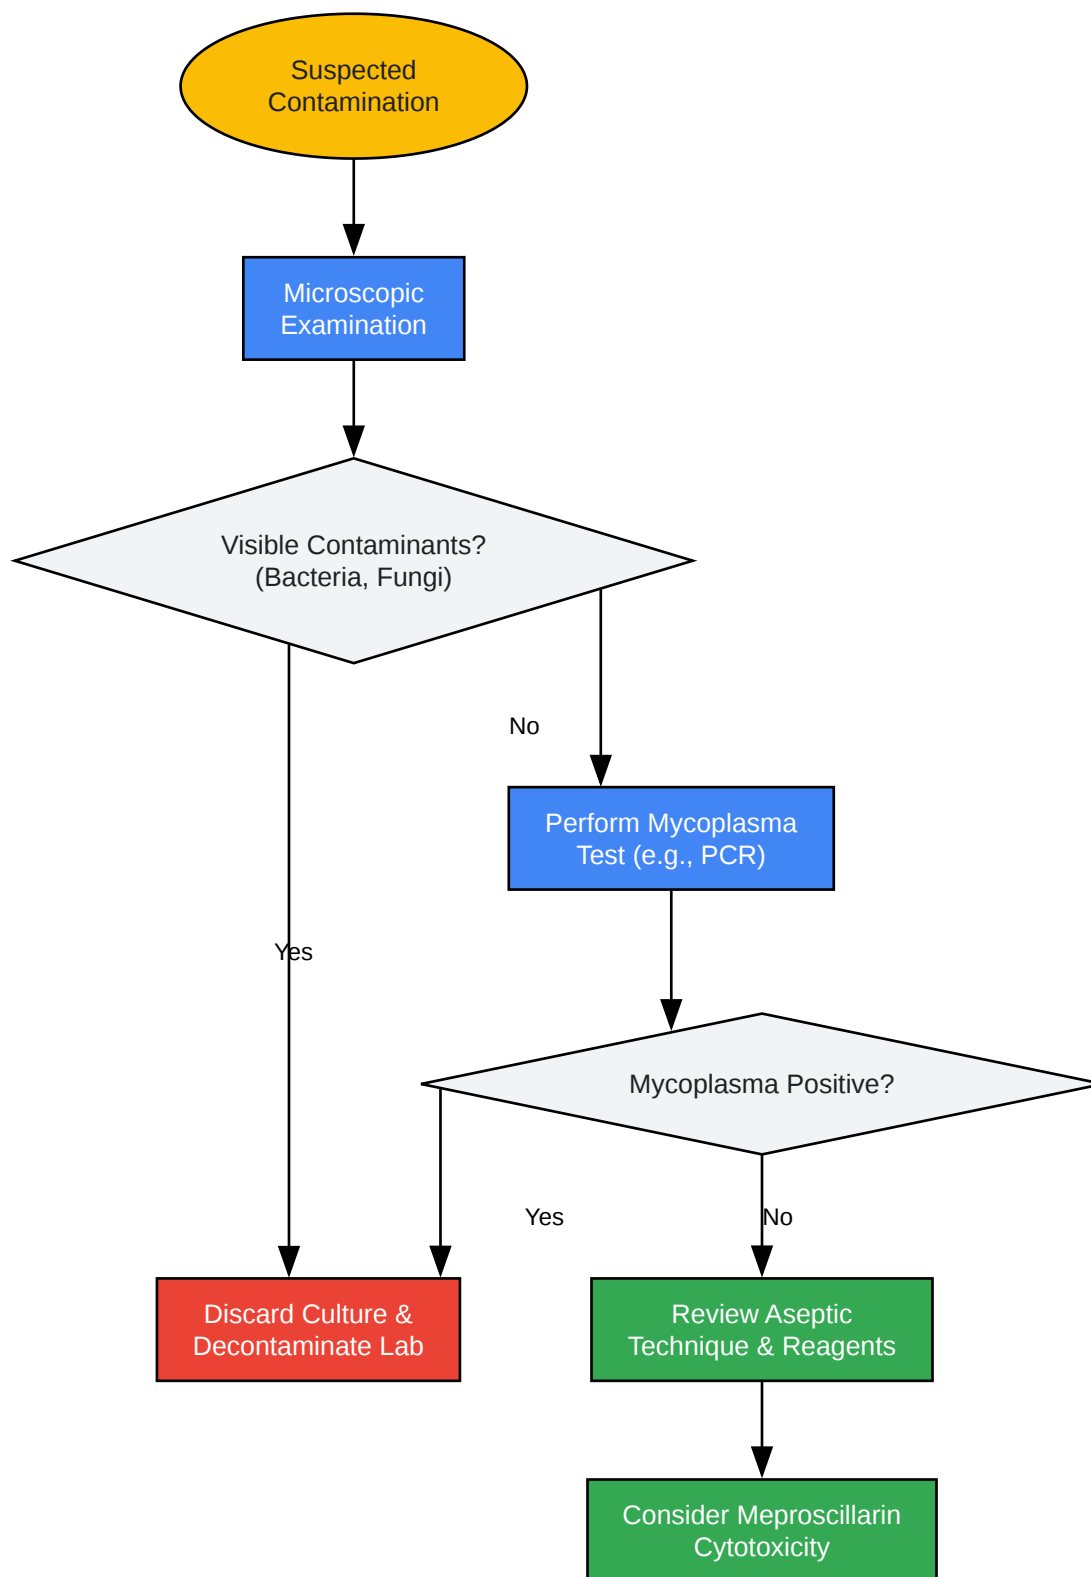 Suspected
Contamination
Microscopic
Examination
Visible Contaminants?
(Bacteria, Fungi)
No
Perform Mycoplasma
Test (e.g., PCR)
Yes
Mycoplasma Positive?
Yes
No
Discard Culture &
Decontaminate Lab
Review Aseptic
Technique & Reagents
Consider Meproscillarin
Cytotoxicity